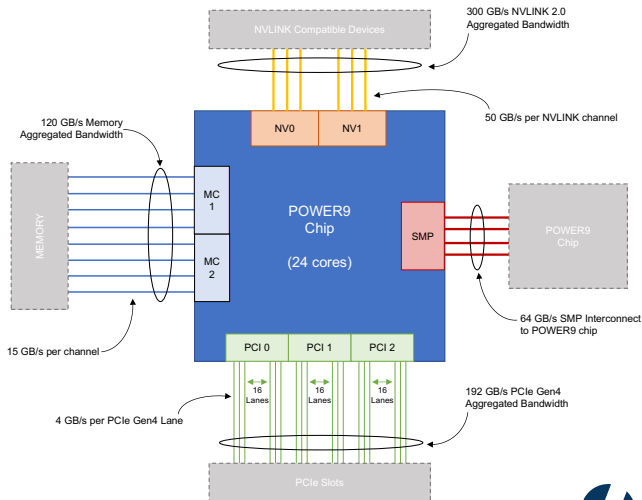 300 GB/s NVLINK 2.0
Aggregated Bandwidth
NVLINK Compatible Devices
50 GB/s per NVLINK channel
120 GB/s Memory
Aggregated Bandwidth
NV0
NV1
MEMORY
MC
1
MC
2
POWER9
Chip
(24 cores)
SMP
POWER9
Chip
64 GB/s SMP Interconnect
to POWER9 chip
15 GB/s per channel
PCI 0
PCI 1
PCI 2
16
Lanes
16
Lanes
16
Lanes
4 GB/s per PCIe Gen4 Lane
192 GB/s PCIe Gen4
Aggregated Bandwidth
PCIe Slots